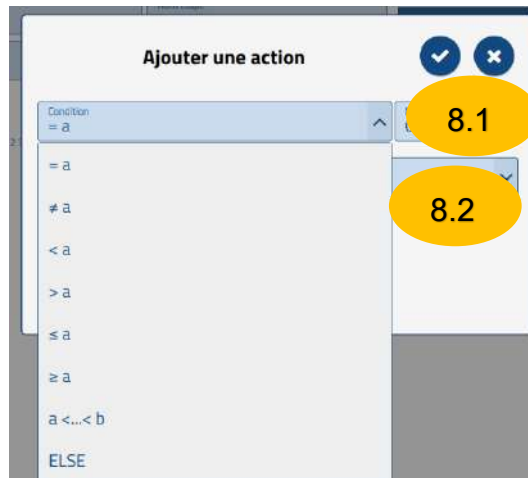 Ajouter une action
Condition
= a
8.1
= a
≠ a
8.2
< a
> a
≤ a
≥ a
a <...< b
ELSE